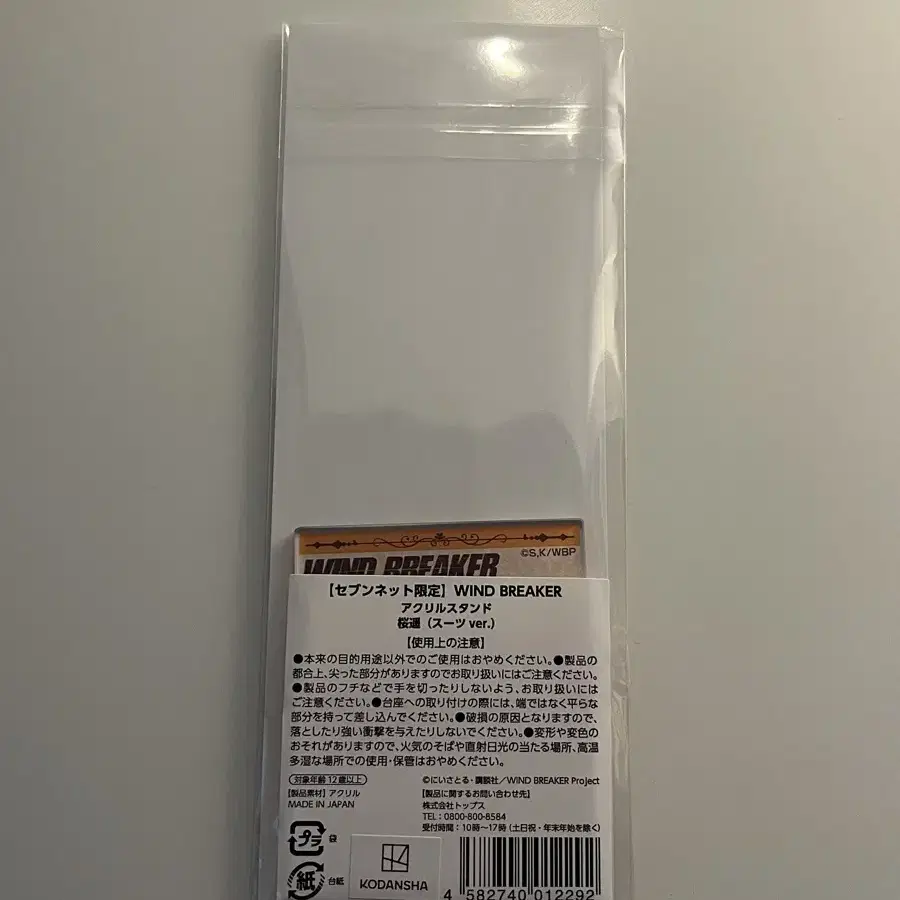 ©S,K/WBP
WIND BREAKER
【セブンネット限定】WIND BREAKER
アクリルスタンド
桜遥（スーツ ver.）
【使用上の注意】
●本来の目的用途以外でのご使用はおやめください。●製品の
都合上、尖った部分がありますのでお取り扱いにはご注意ください。
●製品のフチなどで手を切ったりしないよう、お取り扱いには
ご注意ください。●台座への取り付けの際には、端ではなく平らな
部分を持って差し込んでください。●破損の原因となりますので、
落としたり強い衝撃を与えたりしないでください。●変形や変色の
おそれがありますので、火気のそばや直射日光の当たる場所、高温
多湿な場所での使用・保管はおやめください。
対象年齢12歳以上
【製品素材】アクリル
MADE IN JAPAN
©にいさとる・講談社／WIND BREAKER Project
【製品に関するお問い合わせ先】
株式会社トップス
TEL：0800-800-8584
受付時間：10時～17時（土日祝・年末年始を除く）
プラ 袋
紙 台紙
KODANSHA
4 582740 012292